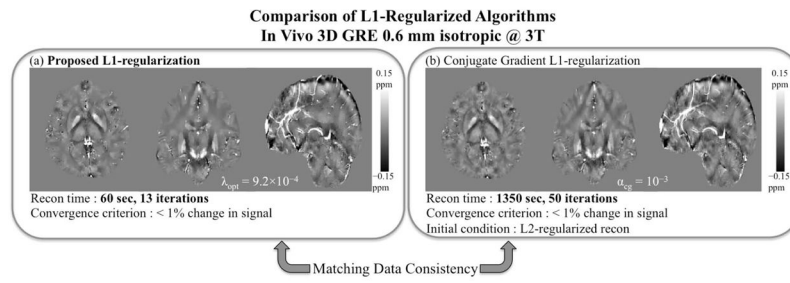 Comparison of L1-Regularized Algorithms
In Vivo 3D GRE 0.6 mm isotropic @ 3T
(a) Proposed L1-regularization
0.15
ppm
λopt = 9.2×10⁻⁴
−0.15
ppm
Recon time : 60 sec, 13 iterations
Convergence criterion : < 1% change in signal
(b) Conjugate Gradient L1-regularization
0.15
ppm
αcg = 10⁻³
−0.15
ppm
Recon time : 1350 sec, 50 iterations
Convergence criterion : < 1% change in signal
Initial condition : L2-regularized recon
Matching Data Consistency